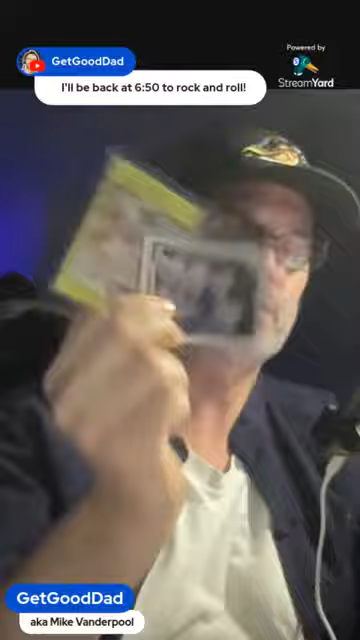 GetGoodDad
Powered by
StreamYard
I'll be back at 6:50 to rock and roll!
GetGoodDad
aka Mike Vanderpool